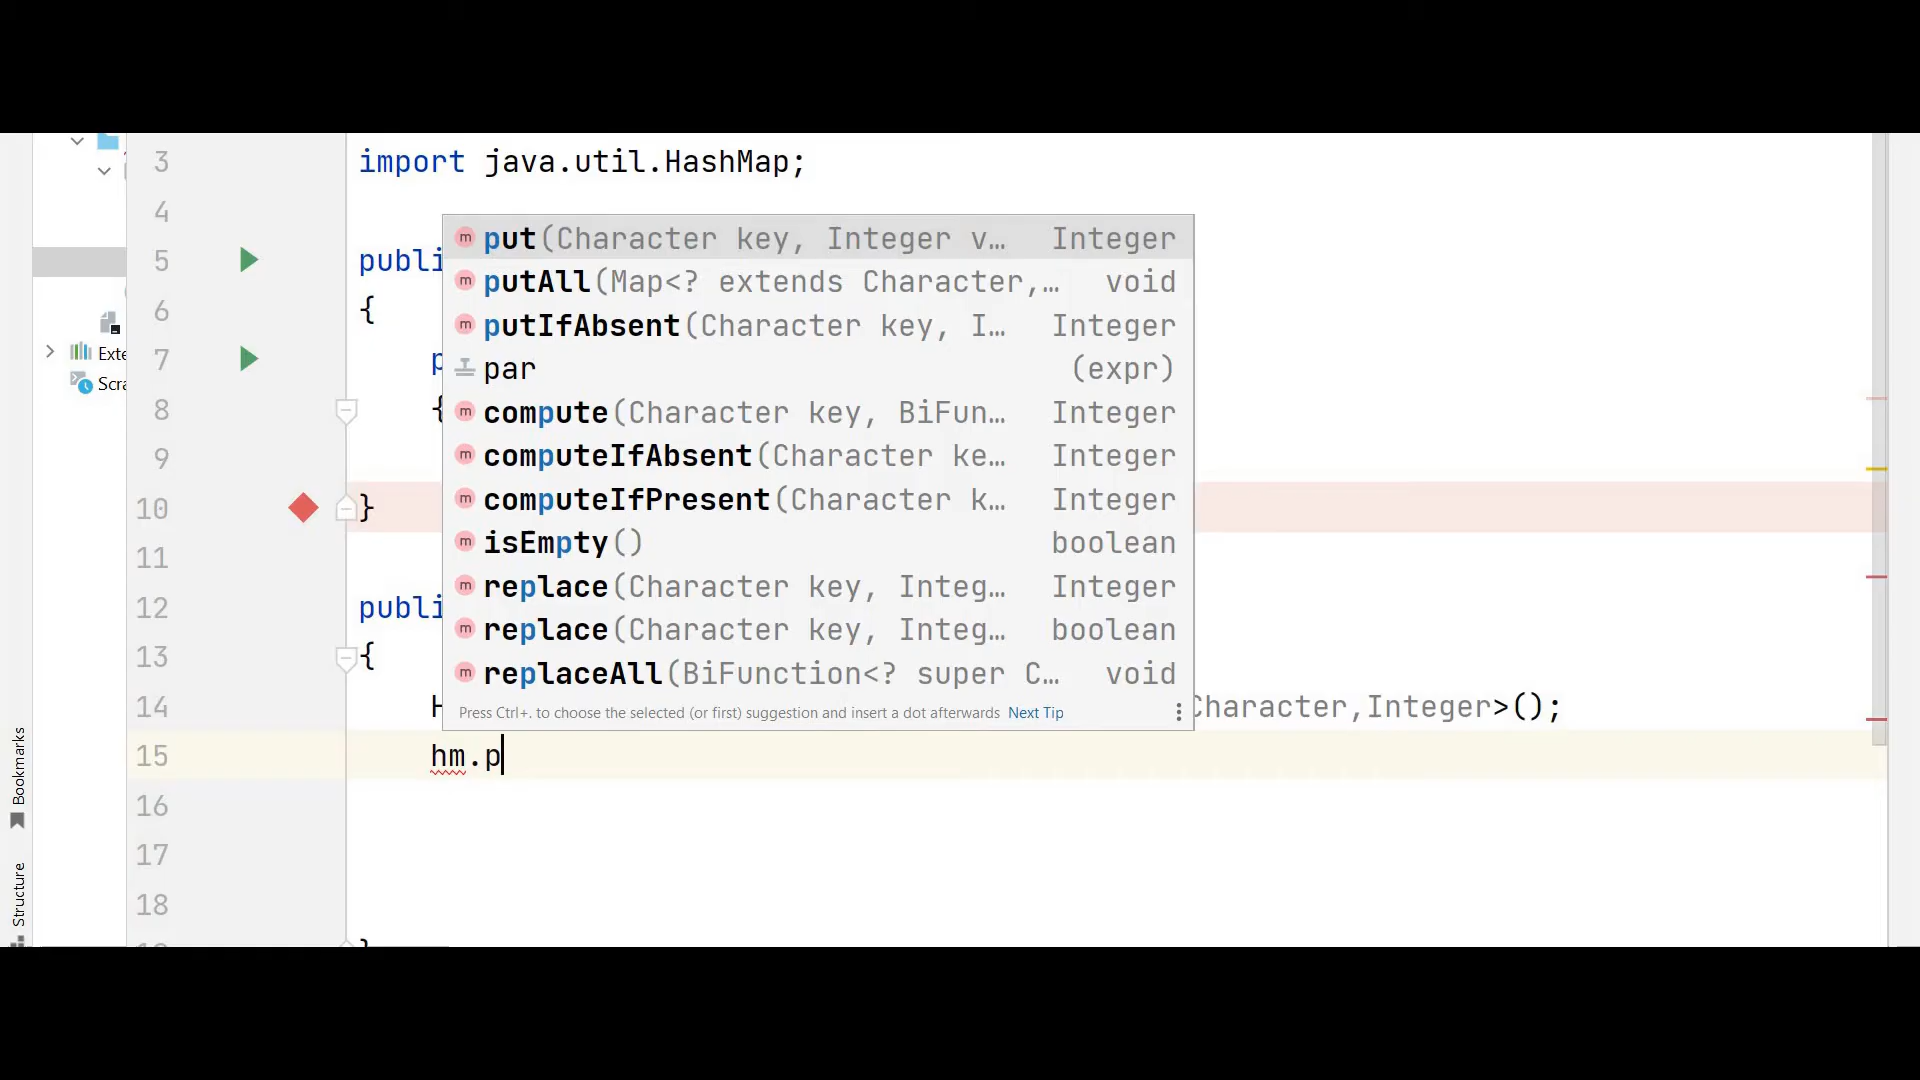 3 import java.util.HashMap;
4
5 publi
6 {
7 p
8 {
9
10 }
11
12 publi
13 {
14 H Character,Integer>();
15 hm.p
16
17
18
}
put(Character key, Integer v… Integer
putAll(Map<? extends Character,… void
putIfAbsent(Character key, I… Integer
par (expr)
compute(Character key, BiFun… Integer
computeIfAbsent(Character ke… Integer
computeIfPresent(Character k… Integer
isEmpty() boolean
replace(Character key, Integ… Integer
replace(Character key, Integ… boolean
replaceAll(BiFunction<? super C… void
Press Ctrl+. to choose the selected (or first) suggestion and insert a dot afterwards Next Tip
Exte
Scra
Bookmarks
Structure